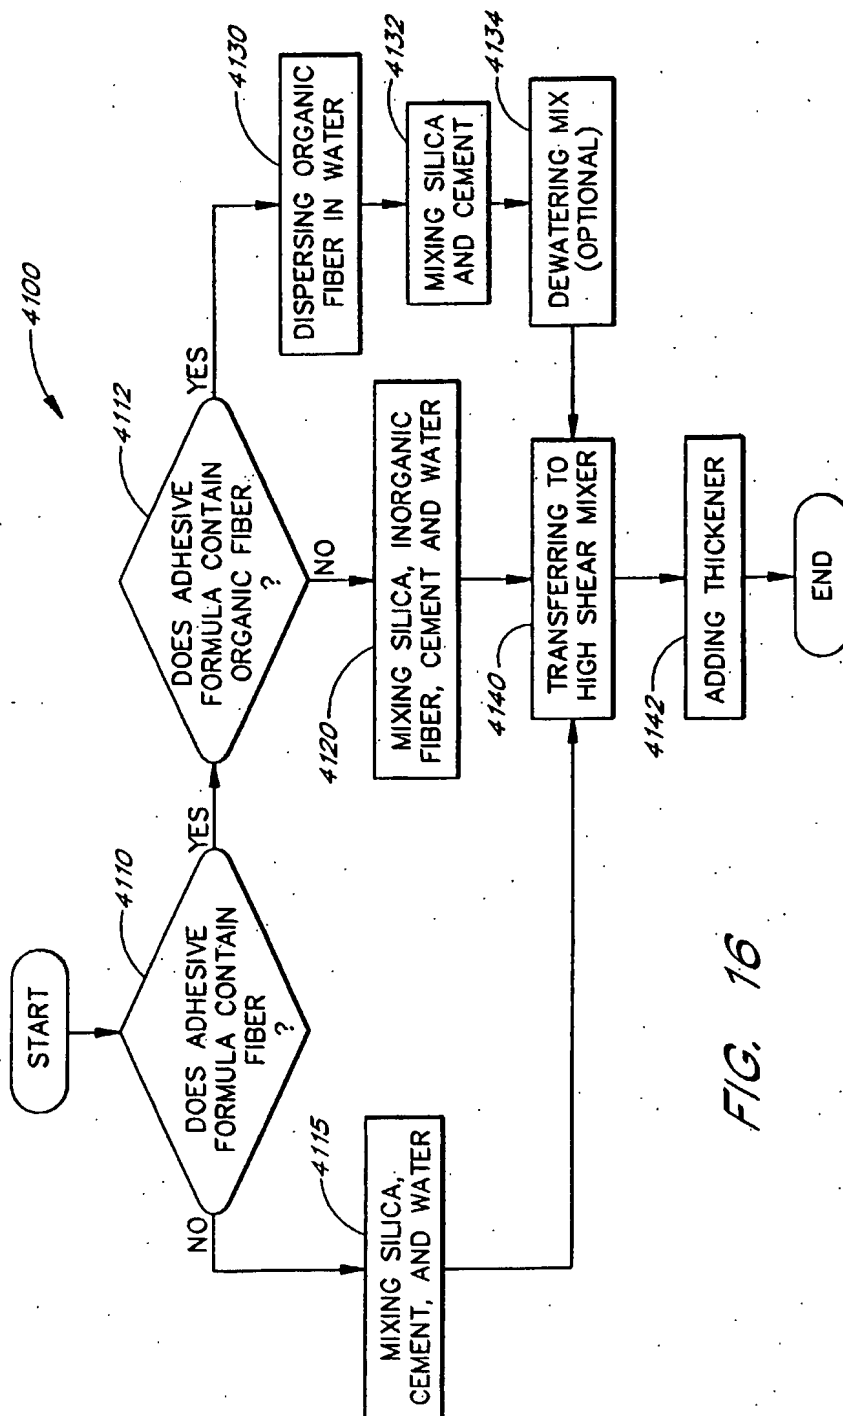 4100
START
4110
DOES ADHESIVE
FORMULA CONTAIN
FIBER
?
YES
NO
4112
DOES ADHESIVE
FORMULA CONTAIN
ORGANIC FIBER
?
YES
NO
4115
MIXING SILICA,
CEMENT, AND WATER
4120
MIXING SILICA, INORGANIC
FIBER, CEMENT AND WATER
4130
DISPERSING ORGANIC
FIBER IN WATER
4132
MIXING SILICA
AND CEMENT
4134
DEWATERING MIX
(OPTIONAL)
4140
TRANSFERRING TO
HIGH SHEAR MIXER
4142
ADDING THICKENER
END
FIG. 16